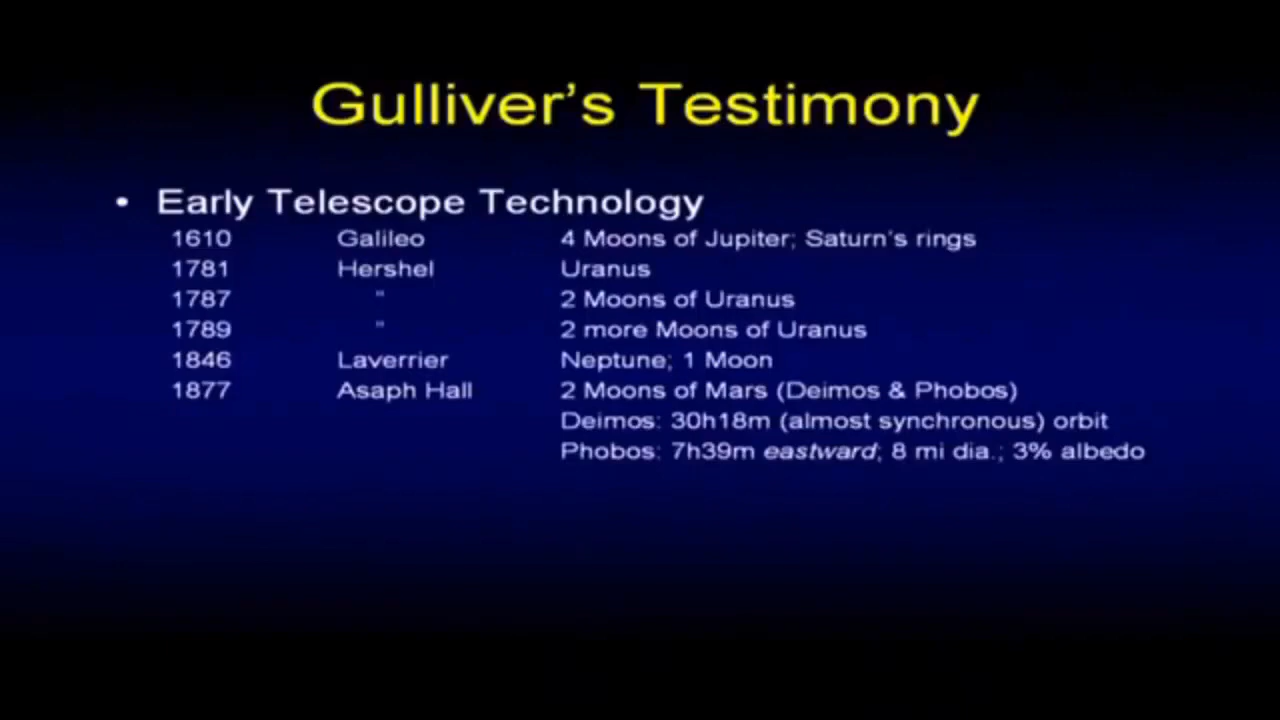 Gulliver's Testimony
• Early Telescope Technology
1610 Galileo 4 Moons of Jupiter; Saturn's rings
1781 Hershel Uranus
1787 " 2 Moons of Uranus
1789 " 2 more Moons of Uranus
1846 Laverrier Neptune; 1 Moon
1877 Asaph Hall 2 Moons of Mars (Deimos & Phobos)
Deimos: 30h18m (almost synchronous) orbit
Phobos: 7h39m eastward; 8 mi dia.; 3% albedo